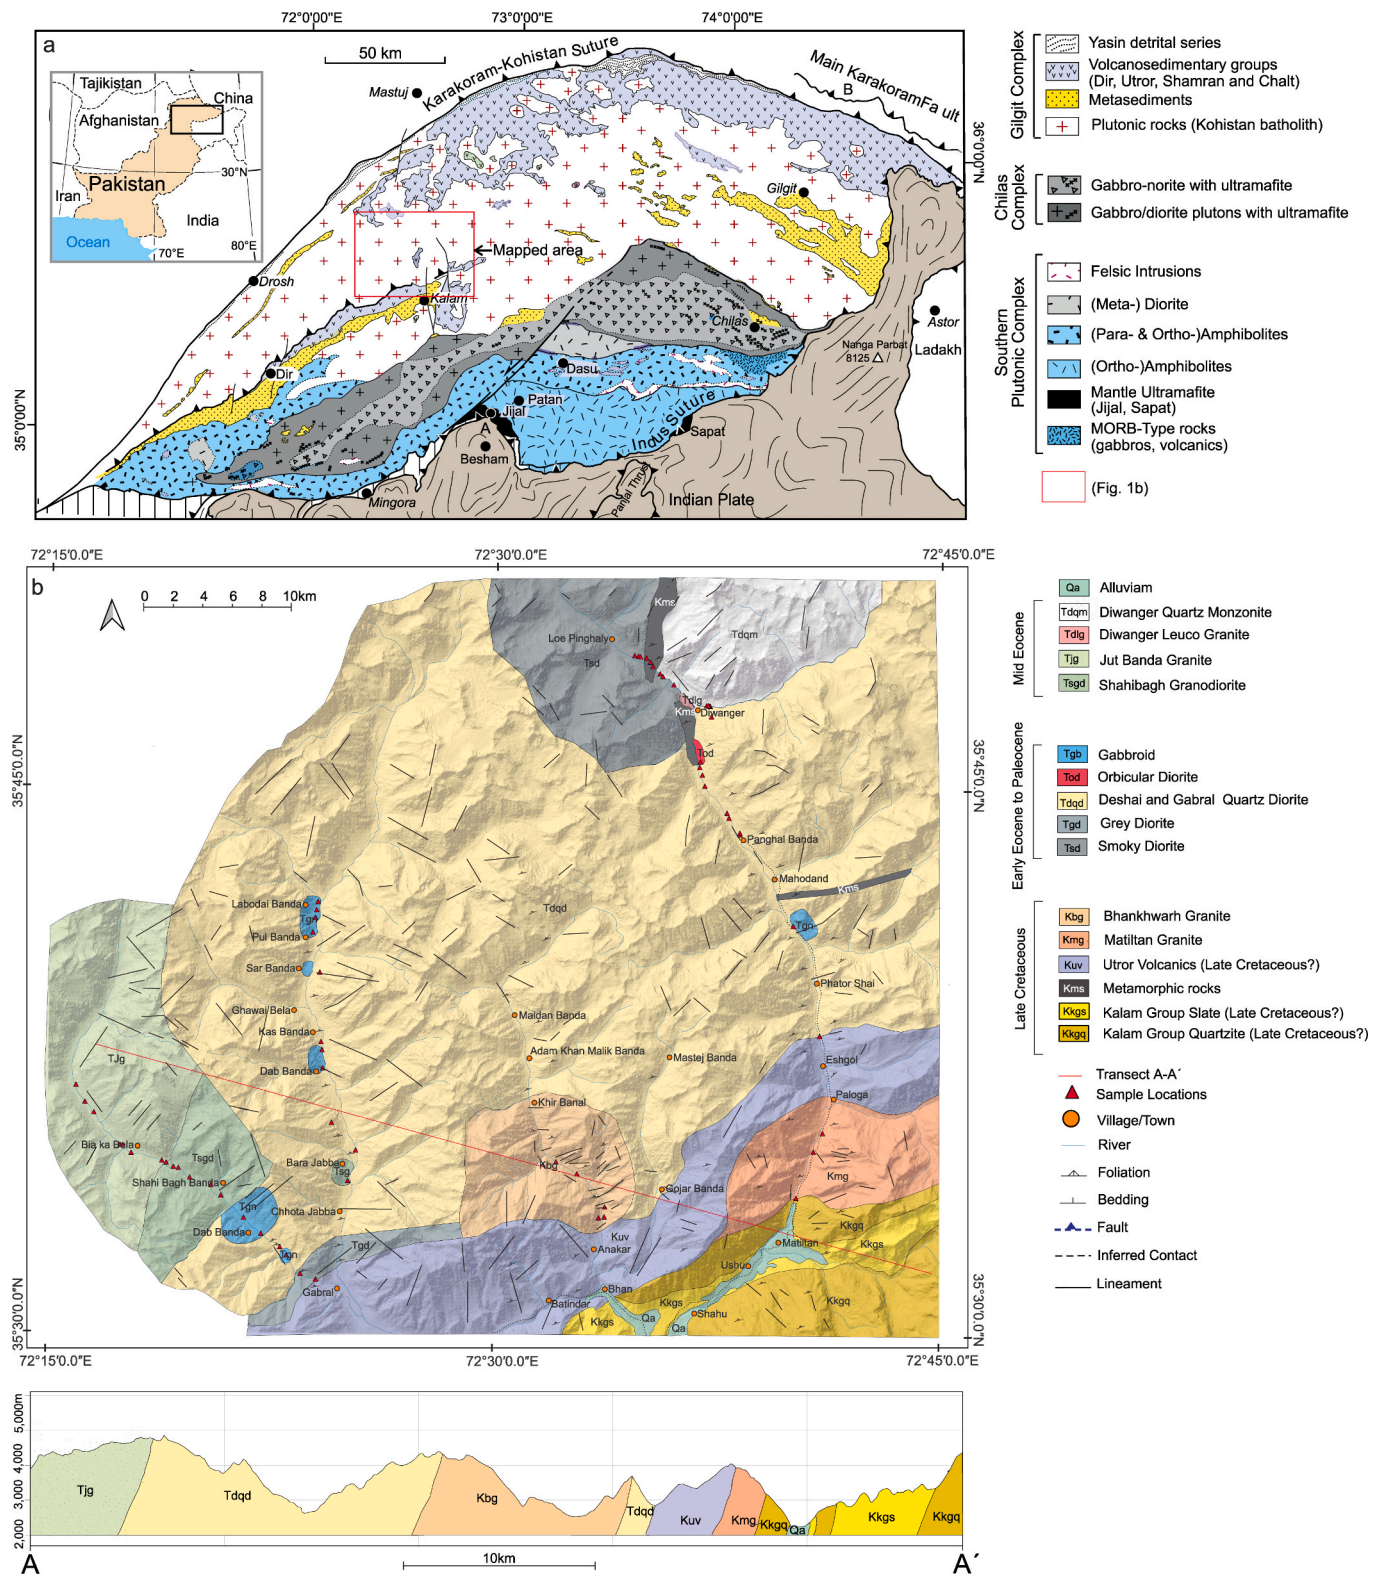 72°0'0"E
73°0'0"E
74°0'0"E
a
50 km
Tajikistan
China
Afghanistan
30°N
Pakistan
Iran
India
Ocean
70°E
80°E
Mastuj
Karakoram-Kohistan Suture
Main KarakoramFa ult
B
36°0'0"N
Gilgit
Mapped area
Drosh
Kalam
Chilas
Astor
Nanga Parbat
8125
Ladakh
Dir
Dasu
Patan
Jijal
A
Indus Suture
Sapat
Besham
35°0'0"N
Panjal Thrust
Indian Plate
Mingora
Gilgit Complex
Yasin detrital series
Volcanosedimentary groups
(Dir, Utror, Shamran and Chalt)
Metasediments
Plutonic rocks (Kohistan batholith)
Chilas
Complex
Gabbro-norite with ultramafite
Gabbro/diorite plutons with ultramafite
Southern
Plutonic Complex
Felsic Intrusions
(Meta-) Diorite
(Para- & Ortho-)Amphibolites
(Ortho-)Amphibolites
Mantle Ultramafite
(Jijal, Sapat)
MORB-Type rocks
(gabbros, volcanics)
(Fig. 1b)
72°15'0.0"E
72°30'0.0"E
72°45'0.0"E
b
0 2 4 6 8 10km
Kms
Loe Pinghaly
Tdqm
Tsd
Tdlg
Kms
Diwanger
Tod
35°45'0.0"N
35°45'0.0"N
Panghal Banda
Mahodand
Kms
Labodai Banda
Tgn
Tdqd
Pul Banda
Tgn
Sar Banda
Phator Shai
Ghawai/Bela
Maidan Banda
Kas Banda
Adam Khan Malik Banda
Mastej Banda
Eshgol
TJg
Dab Banda
Paloga
Khir Banal
Bia ka Bala
Tsgd
Bara Jabba
Tsg
Kbg
Kmg
Shahi Bagh Banda
Gojar Banda
Tgn
Chhota Jabba
Kkgq
Dab Banda
Tgd
Kuv
Matiltan
Kkgs
Tgn
Anakar
Ushu
Gabral
Bhan
Batindar
Kkgs
Kkgq
Qa
Shahu
Kkgs
Qa
35°30'0.0"N
35°30'0.0"N
72°15'0.0"E
72°30'0.0"E
72°45'0.0"E
Qa Alluviam
Mid Eocene
Tdqm Diwanger Quartz Monzonite
Tdlg Diwanger Leuco Granite
Tjg Jut Banda Granite
Tsgd Shahibagh Granodiorite
Early Eocene to Paleocene
Tgb Gabbroid
Tod Orbicular Diorite
Tdqd Deshai and Gabral Quartz Diorite
Tgd Grey Diorite
Tsd Smoky Diorite
Late Cretaceous
Kbg Bhankhwarh Granite
Kmg Matiltan Granite
Kuv Utror Volcanics (Late Cretaceous?)
Kms Metamorphic rocks
Kkgs Kalam Group Slate (Late Cretaceous?)
Kkgq Kalam Group Quartzite (Late Cretaceous?)
Transect A-A´
Sample Locations
Village/Town
River
Foliation
Bedding
Fault
Inferred Contact
Lineament
5,000m
4,000
3,000
2,000
Tjg
Tdqd
Kbg
Tdqd
Kuv
Kmg
Kkgq
Qa
Kkgs
Kkgq
A
10km
A´